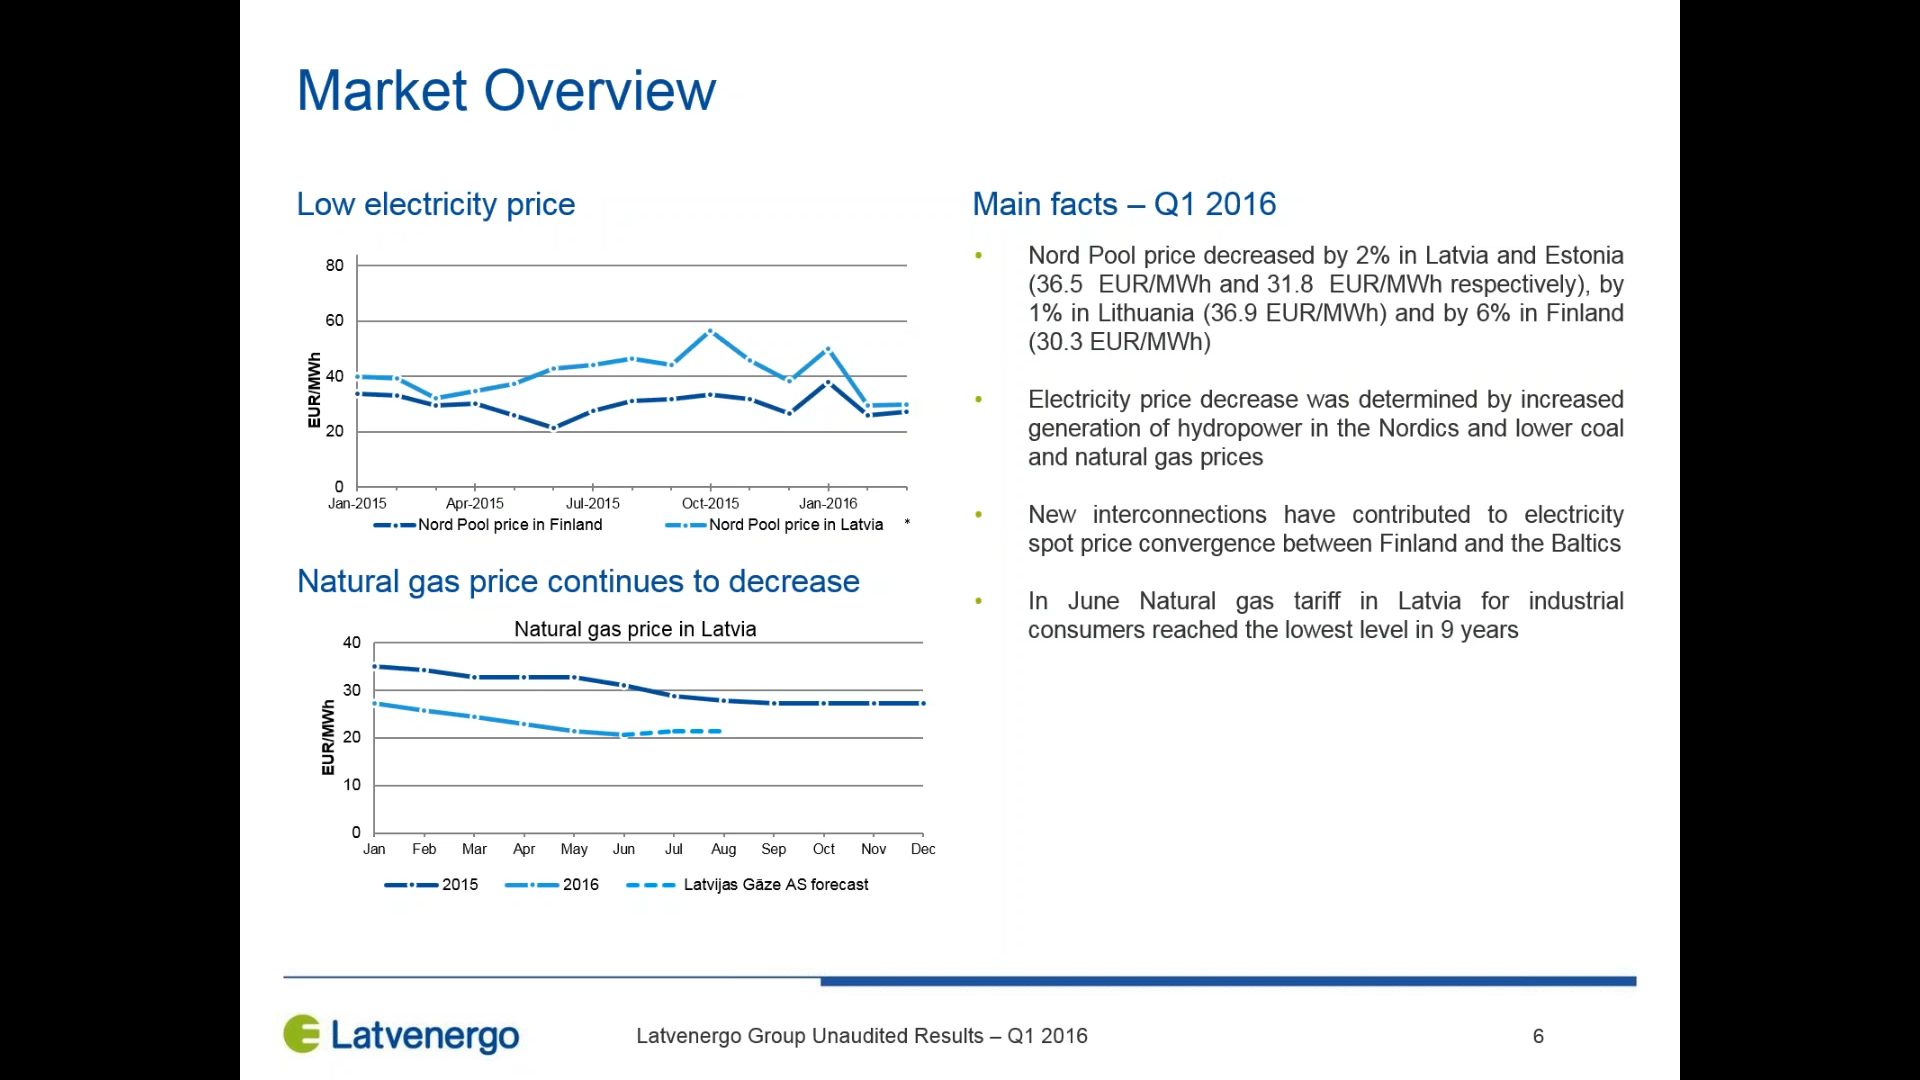 Market Overview
Low electricity price
80
60
40
20
0
EUR/MWh
Jan-2015 Apr-2015 Jul-2015 Oct-2015 Jan-2016
Nord Pool price in Finland Nord Pool price in Latvia *
Natural gas price continues to decrease
Natural gas price in Latvia
40
30
20
10
0
EUR/MWh
Jan Feb Mar Apr May Jun Jul Aug Sep Oct Nov Dec
2015 2016 Latvijas Gāze AS forecast
Main facts – Q1 2016
• Nord Pool price decreased by 2% in Latvia and Estonia
(36.5 EUR/MWh and 31.8 EUR/MWh respectively), by
1% in Lithuania (36.9 EUR/MWh) and by 6% in Finland
(30.3 EUR/MWh)
• Electricity price decrease was determined by increased
generation of hydropower in the Nordics and lower coal
and natural gas prices
• New interconnections have contributed to electricity
spot price convergence between Finland and the Baltics
• In June Natural gas tariff in Latvia for industrial
consumers reached the lowest level in 9 years
Latvenergo
Latvenergo Group Unaudited Results – Q1 2016
6